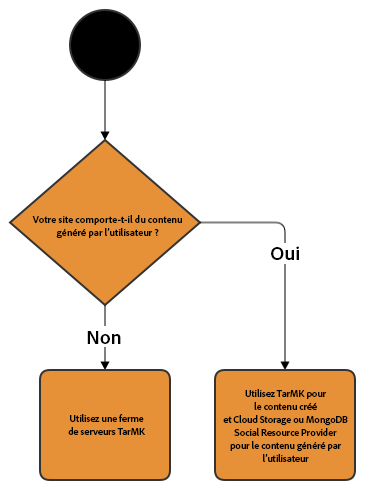 Votre site comporte-t-il du contenu
généré par l'utilisateur ?
Oui
Non
Utilisez une ferme
de serveurs TarMK
Utilisez TarMK pour
le contenu créé
et Cloud Storage ou MongoDB
Social Resource Provider
pour le contenu généré par
l'utilisateur